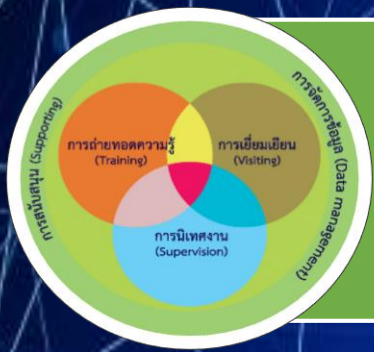 การสนับสนุน (Supporting)
การจัดการข้อมูล (Data management)
การถ่ายทอดความรู้
(Training)
การเยี่ยมเยียน
(Visiting)
การนิเทศงาน
(Supervision)